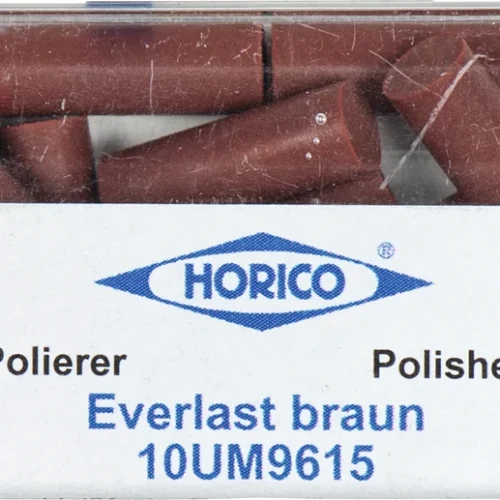 HORICO ®
Polierer Polishe
Everlast braun
10UM9615